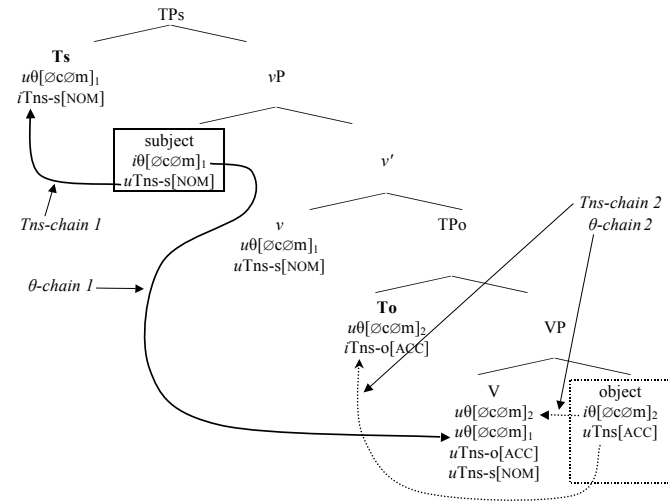 TPs
Ts
uθ[∅c∅m]₁
iTns-s[NOM]
vP
subject
iθ[∅c∅m]₁
uTns-s[NOM]
v'
Tns-chain 1
v
uθ[∅c∅m]₁
uTns-s[NOM]
TPo
Tns-chain 2
θ-chain 2
θ-chain 1
To
uθ[∅c∅m]₂
iTns-o[ACC]
VP
V
uθ[∅c∅m]₂
uθ[∅c∅m]₁
uTns-o[ACC]
uTns-s[NOM]
object
iθ[∅c∅m]₂
uTns[ACC]